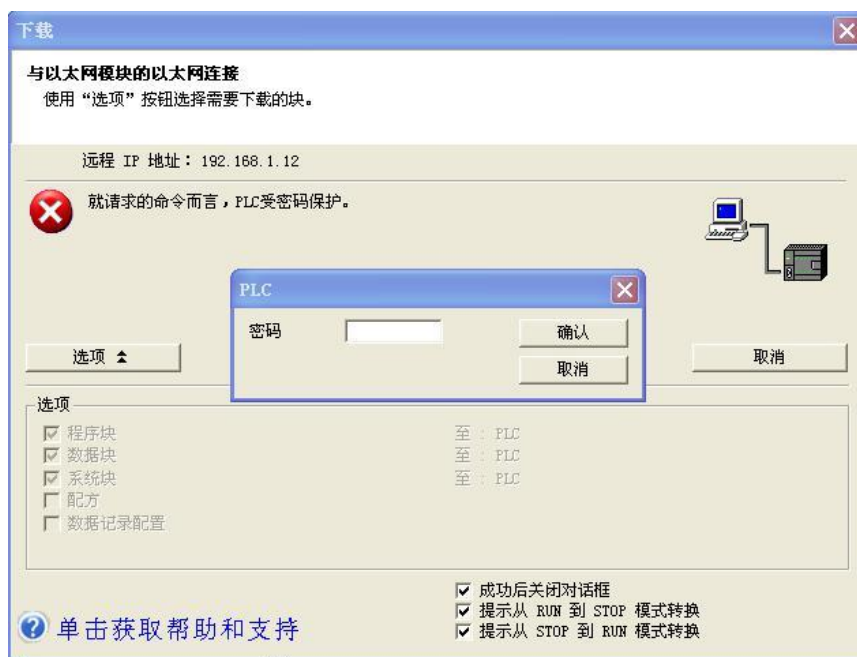 下载
与以太网模块的以太网连接
使用“选项”按钮选择需要下载的块。
远程 IP 地址：192.168.1.12
就请求的命令而言，PLC受密码保护。
PLC
密码
确认
取消
选项
取消
选项
程序块 至：PLC
数据块 至：PLC
系统块 至：PLC
配方
数据记录配置
成功后关闭对话框
提示从 RUN 到 STOP 模式转换
提示从 STOP 到 RUN 模式转换
单击获取帮助和支持